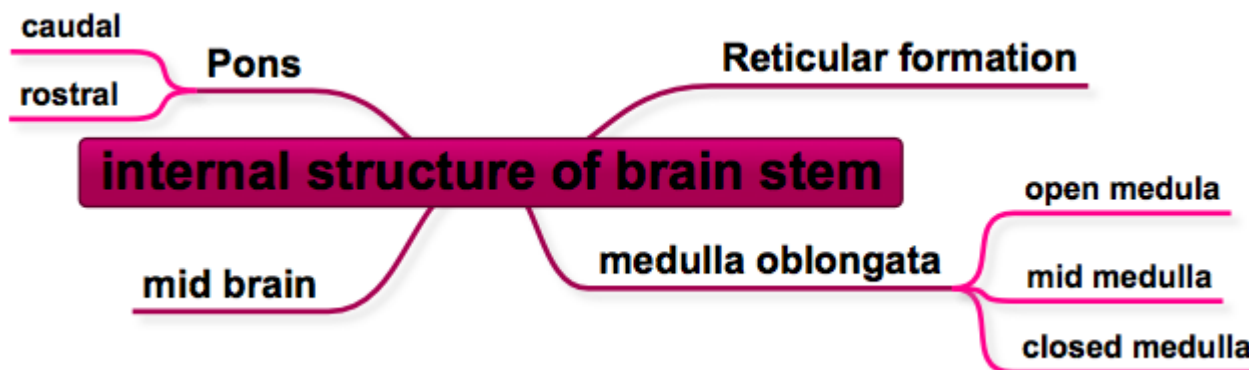 caudal
rostral
Pons
Reticular formation
internal structure of brain stem
mid brain
medulla oblongata
open medula
mid medulla
closed medulla